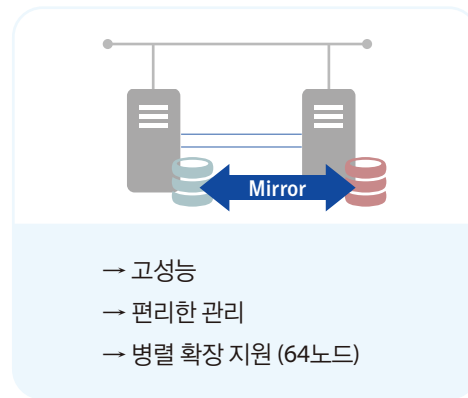 Mirror
→ 고성능
→ 편리한 관리
→ 병렬 확장 지원 (64노드)